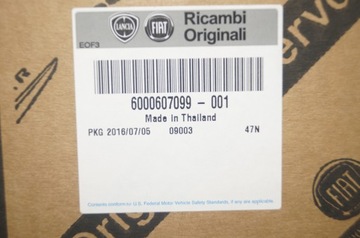 LANCIA
FIAT
Ricambi
Originali
EOF3
6000607099 - 001
Made in Thailand
PKG 2016/07/05 09003 47N
Contents conform to U.S. Federal Motor Vehicle Safety Standards, if they are applicable.
FIAT